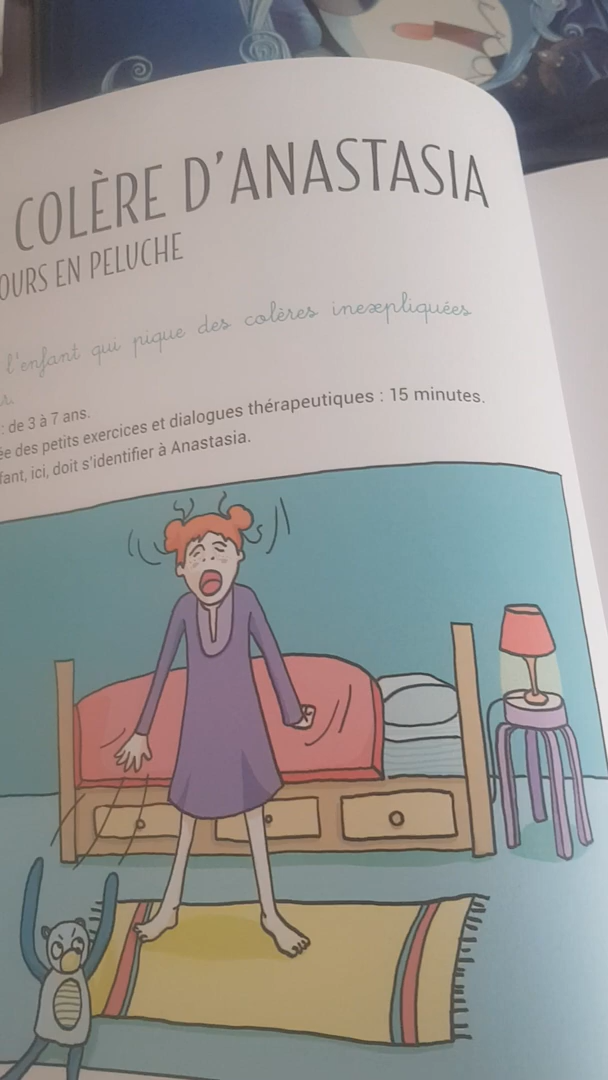 COLÈRE D'ANASTASIA
OURS EN PELUCHE
l'enfant qui pique des colères inexpliquées
: de 3 à 7 ans.
ée des petits exercices et dialogues thérapeutiques : 15 minutes.
fant, ici, doit s'identifier à Anastasia.